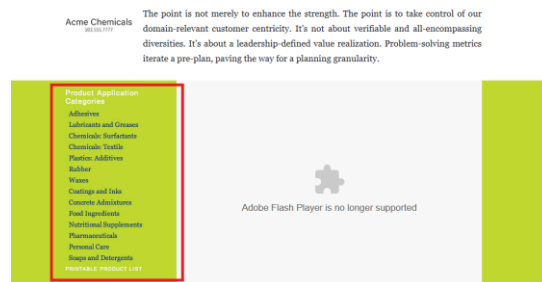 Acme Chemicals
The point is not merely to enhance the strength. The point is to take control of our
domain-relevant customer centricity. It's not about verifiable and all-encompassing
diversities. It's about a leadership-defined value realization. Problem-solving metrics
iterate a pre-plan, paving the way for a planning granularity.
Product Application
Categories
Adhesives
Lubricants and Greases
Chemicals: Surfactants
Chemicals: Textile
Plastics: Additives
Rubber
Waxes
Coatings and Inks
Concrete Admixtures
Food Ingredients
Nutritional Supplements
Pharmaceuticals
Personal Care
Soaps and Detergents
PRINTABLE PRODUCT LIST
Adobe Flash Player is no longer supported